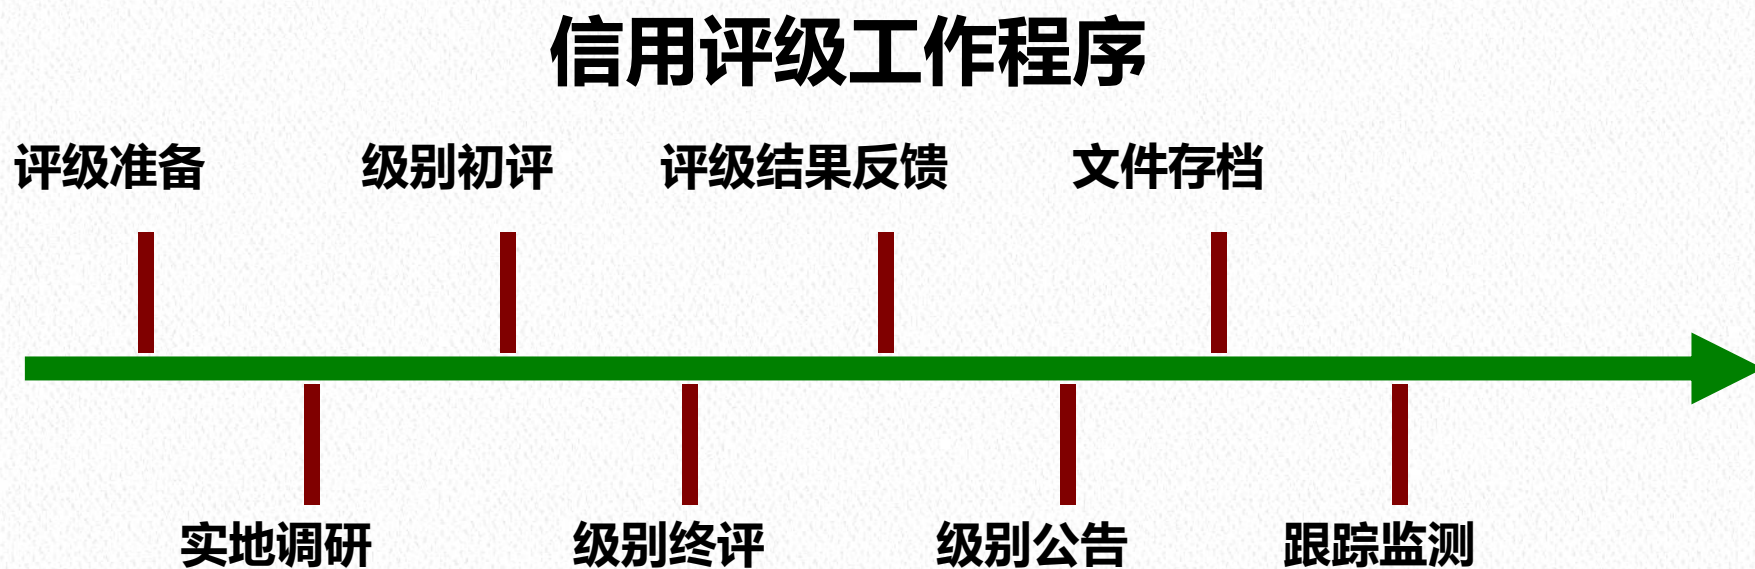 信用评级工作程序
评级准备
级别初评
评级结果反馈
文件存档
实地调研
级别终评
级别公告
跟踪监测